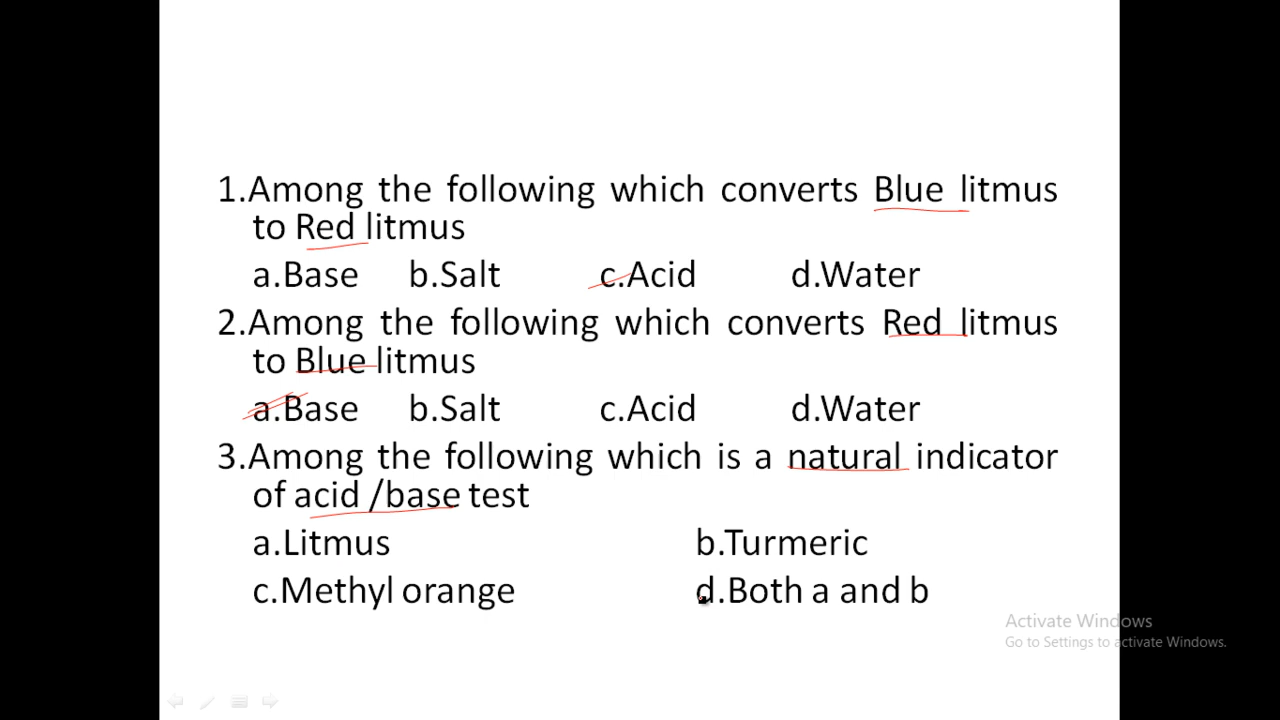 1.Among the following which converts Blue litmus
to Red litmus
a.Base b.Salt c.Acid d.Water
2.Among the following which converts Red litmus
to Blue litmus
a.Base b.Salt c.Acid d.Water
3.Among the following which is a natural indicator
of acid /base test
a.Litmus b.Turmeric
c.Methyl orange d.Both a and b
Activate Windows
Go to Settings to activate Windows.